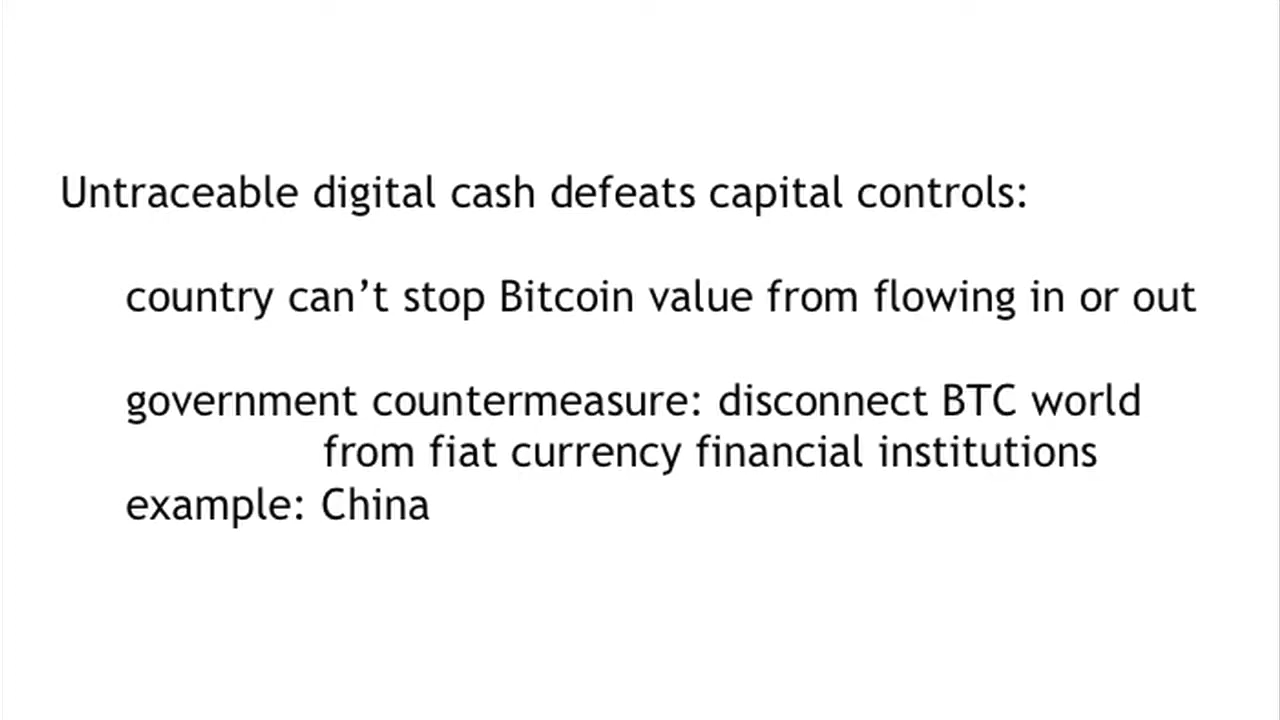 Untraceable digital cash defeats capital controls:
country can’t stop Bitcoin value from flowing in or out
government countermeasure: disconnect BTC world
from fiat currency financial institutions
example: China